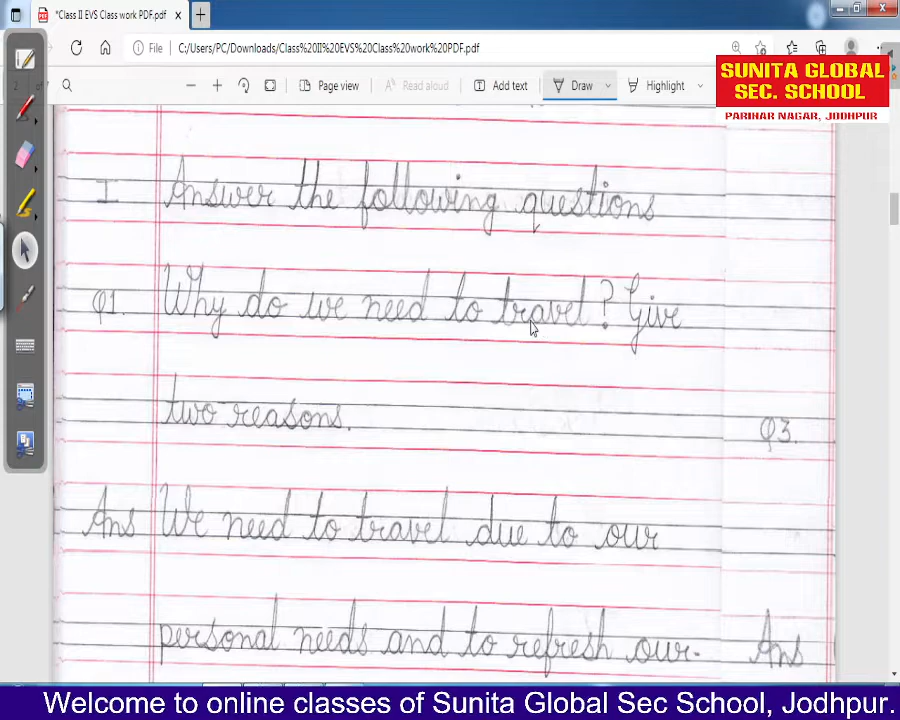 *Class II EVS Class work PDF.pdf
File C:/Users/PC/Downloads/Class%20II%20EVS%20Class%20work%20PDF.pdf
Page view Read aloud Add text Draw Highlight
SUNITA GLOBAL
SEC. SCHOOL
PARIHAR NAGAR, JODHPUR
I Answer the following questions
Q1. Why do we need to travel? Give
two reasons.
Q3.
Ans We need to travel due to our
personal needs and to refresh our-
Ans
Welcome to online classes of Sunita Global Sec School, Jodhpur.